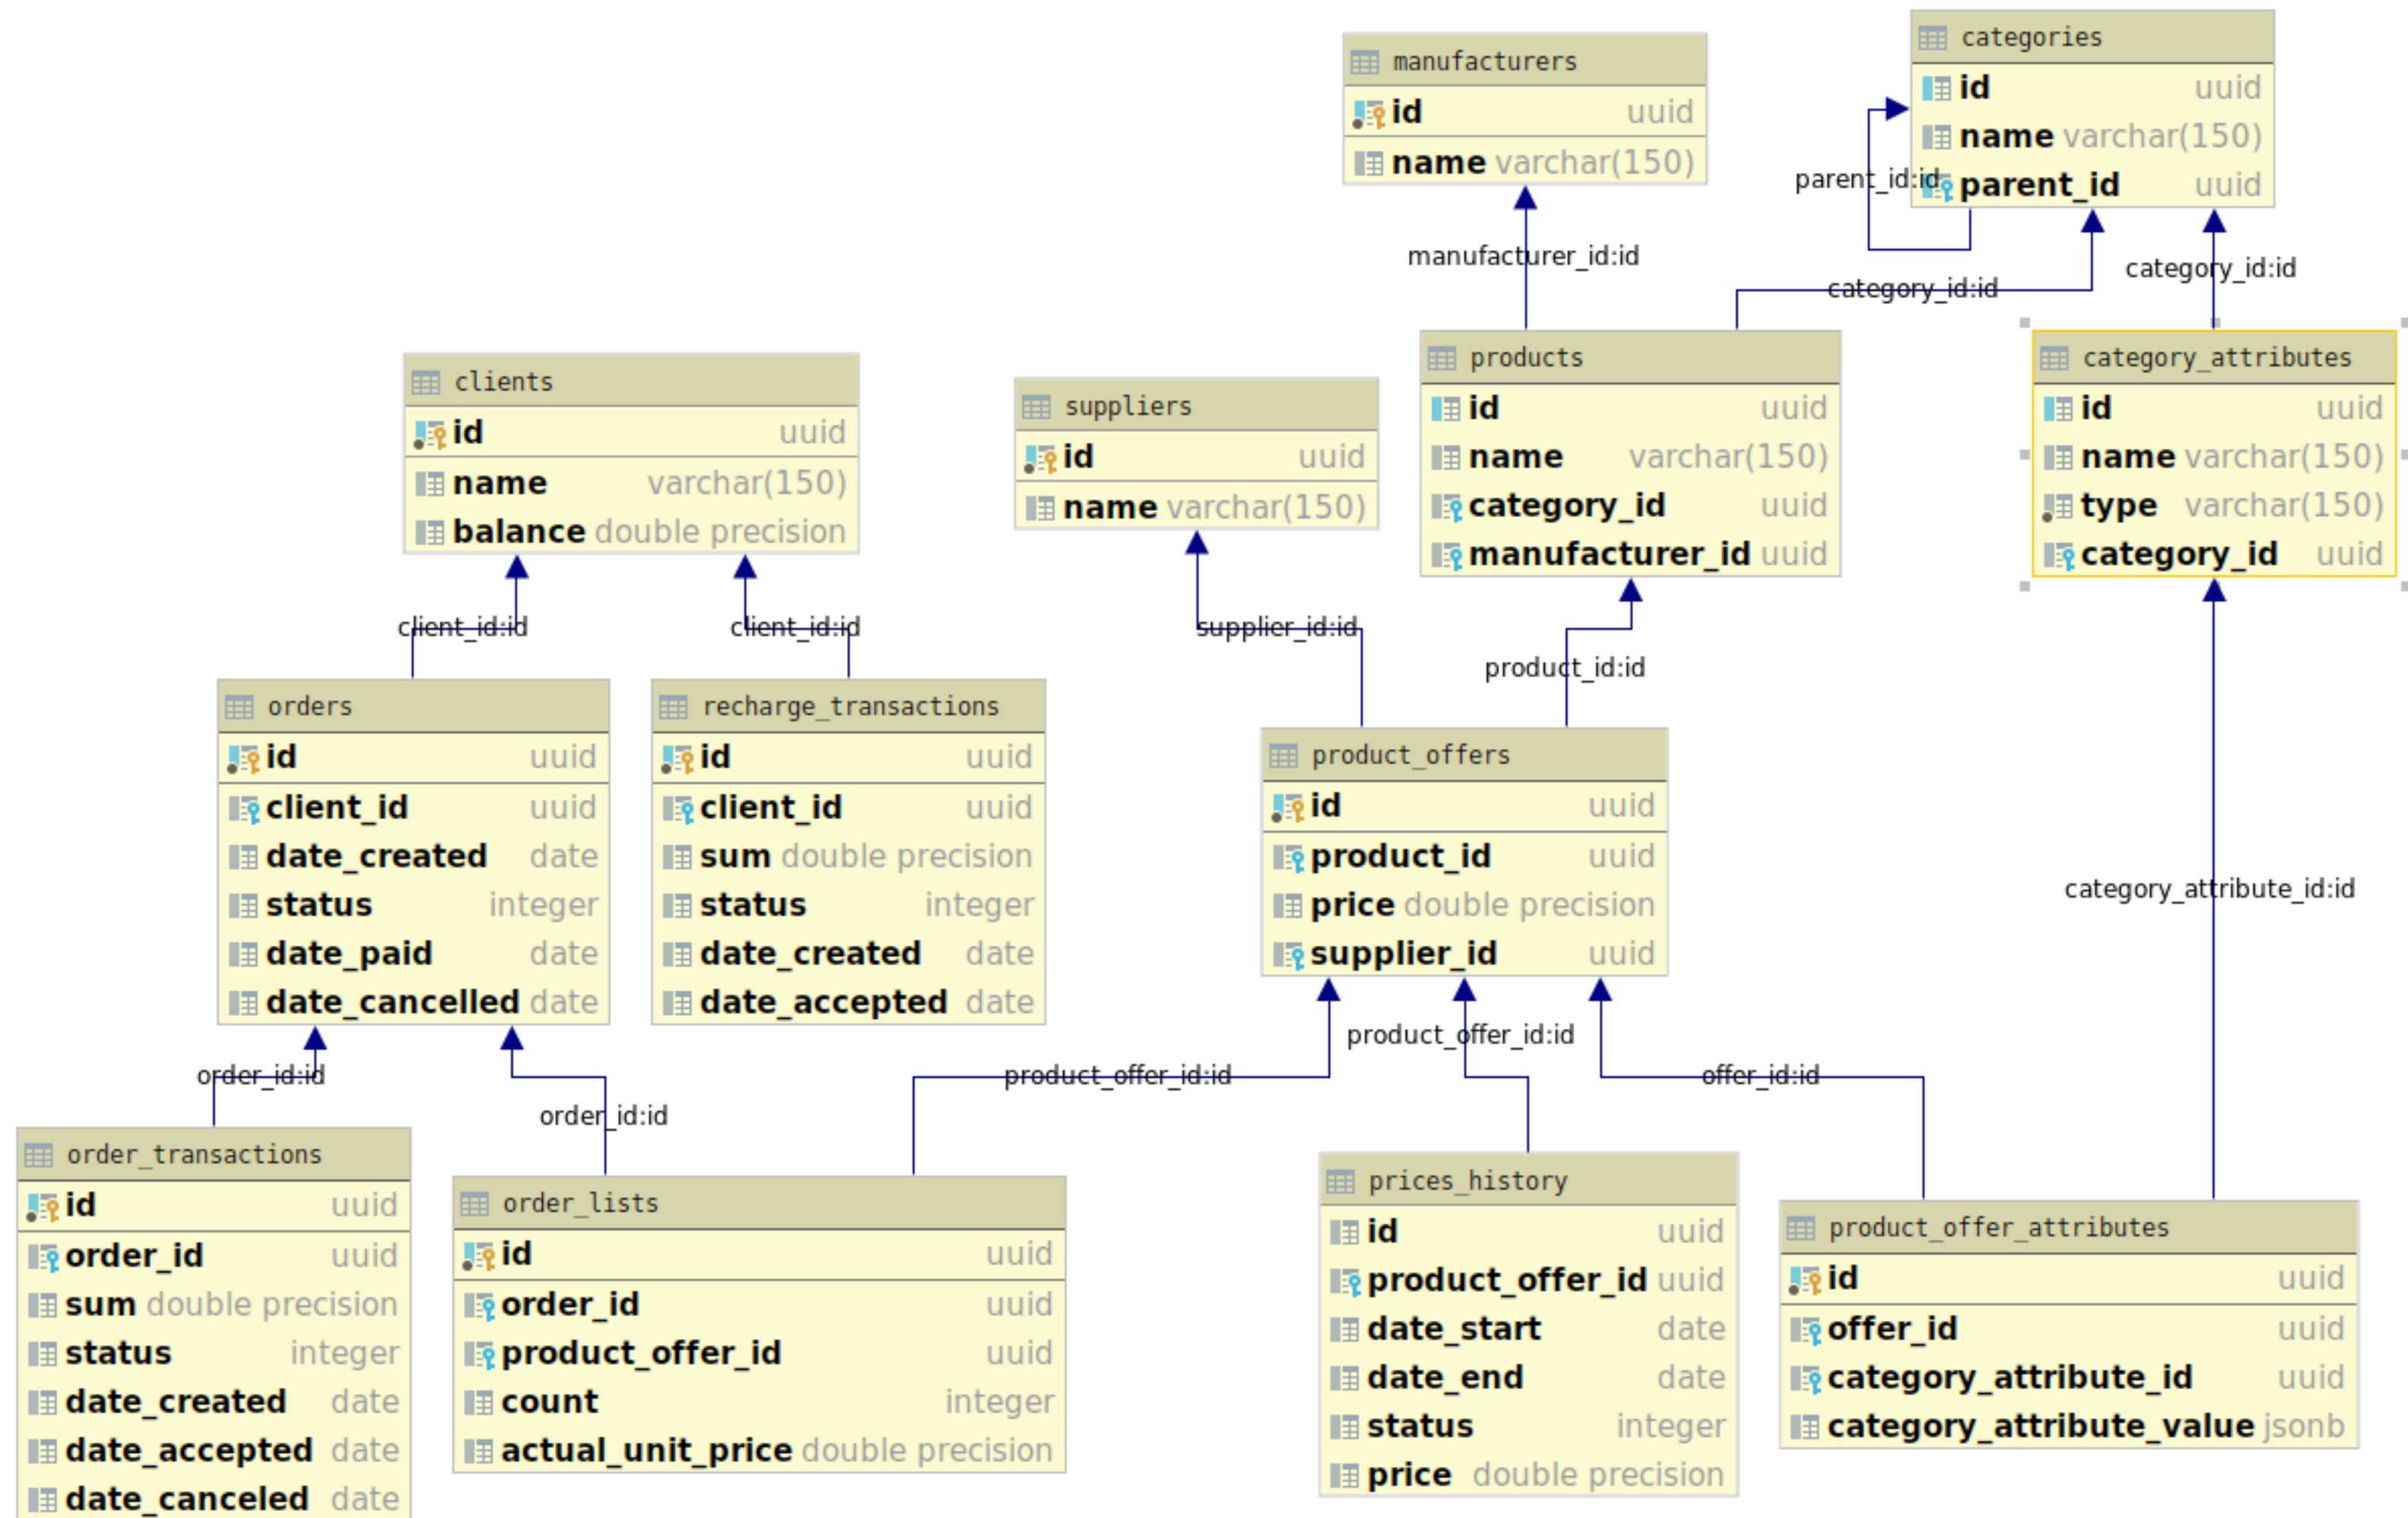 categories
id uuid
name varchar(150)
parent_id uuid
parent_id:id
manufacturers
id uuid
name varchar(150)
manufacturer_id:id
category_id:id
category_id:id
clients
id uuid
name varchar(150)
balance double precision
suppliers
id uuid
name varchar(150)
products
id uuid
name varchar(150)
category_id uuid
manufacturer_id uuid
category_attributes
id uuid
name varchar(150)
type varchar(150)
category_id uuid
client_id:id
client_id:id
supplier_id:id
product_id:id
orders
id uuid
client_id uuid
date_created date
status integer
date_paid date
date_cancelled date
recharge_transactions
id uuid
client_id uuid
sum double precision
status integer
date_created date
date_accepted date
product_offers
id uuid
product_id uuid
price double precision
supplier_id uuid
category_attribute_id:id
order_id:id
order_id:id
product_offer_id:id
product_offer_id:id
offer_id:id
order_transactions
id uuid
order_id uuid
sum double precision
status integer
date_created date
date_accepted date
date_canceled date
order_lists
id uuid
order_id uuid
product_offer_id uuid
count integer
actual_unit_price double precision
prices_history
id uuid
product_offer_id uuid
date_start date
date_end date
status integer
price double precision
product_offer_attributes
id uuid
offer_id uuid
category_attribute_id uuid
category_attribute_value jsonb